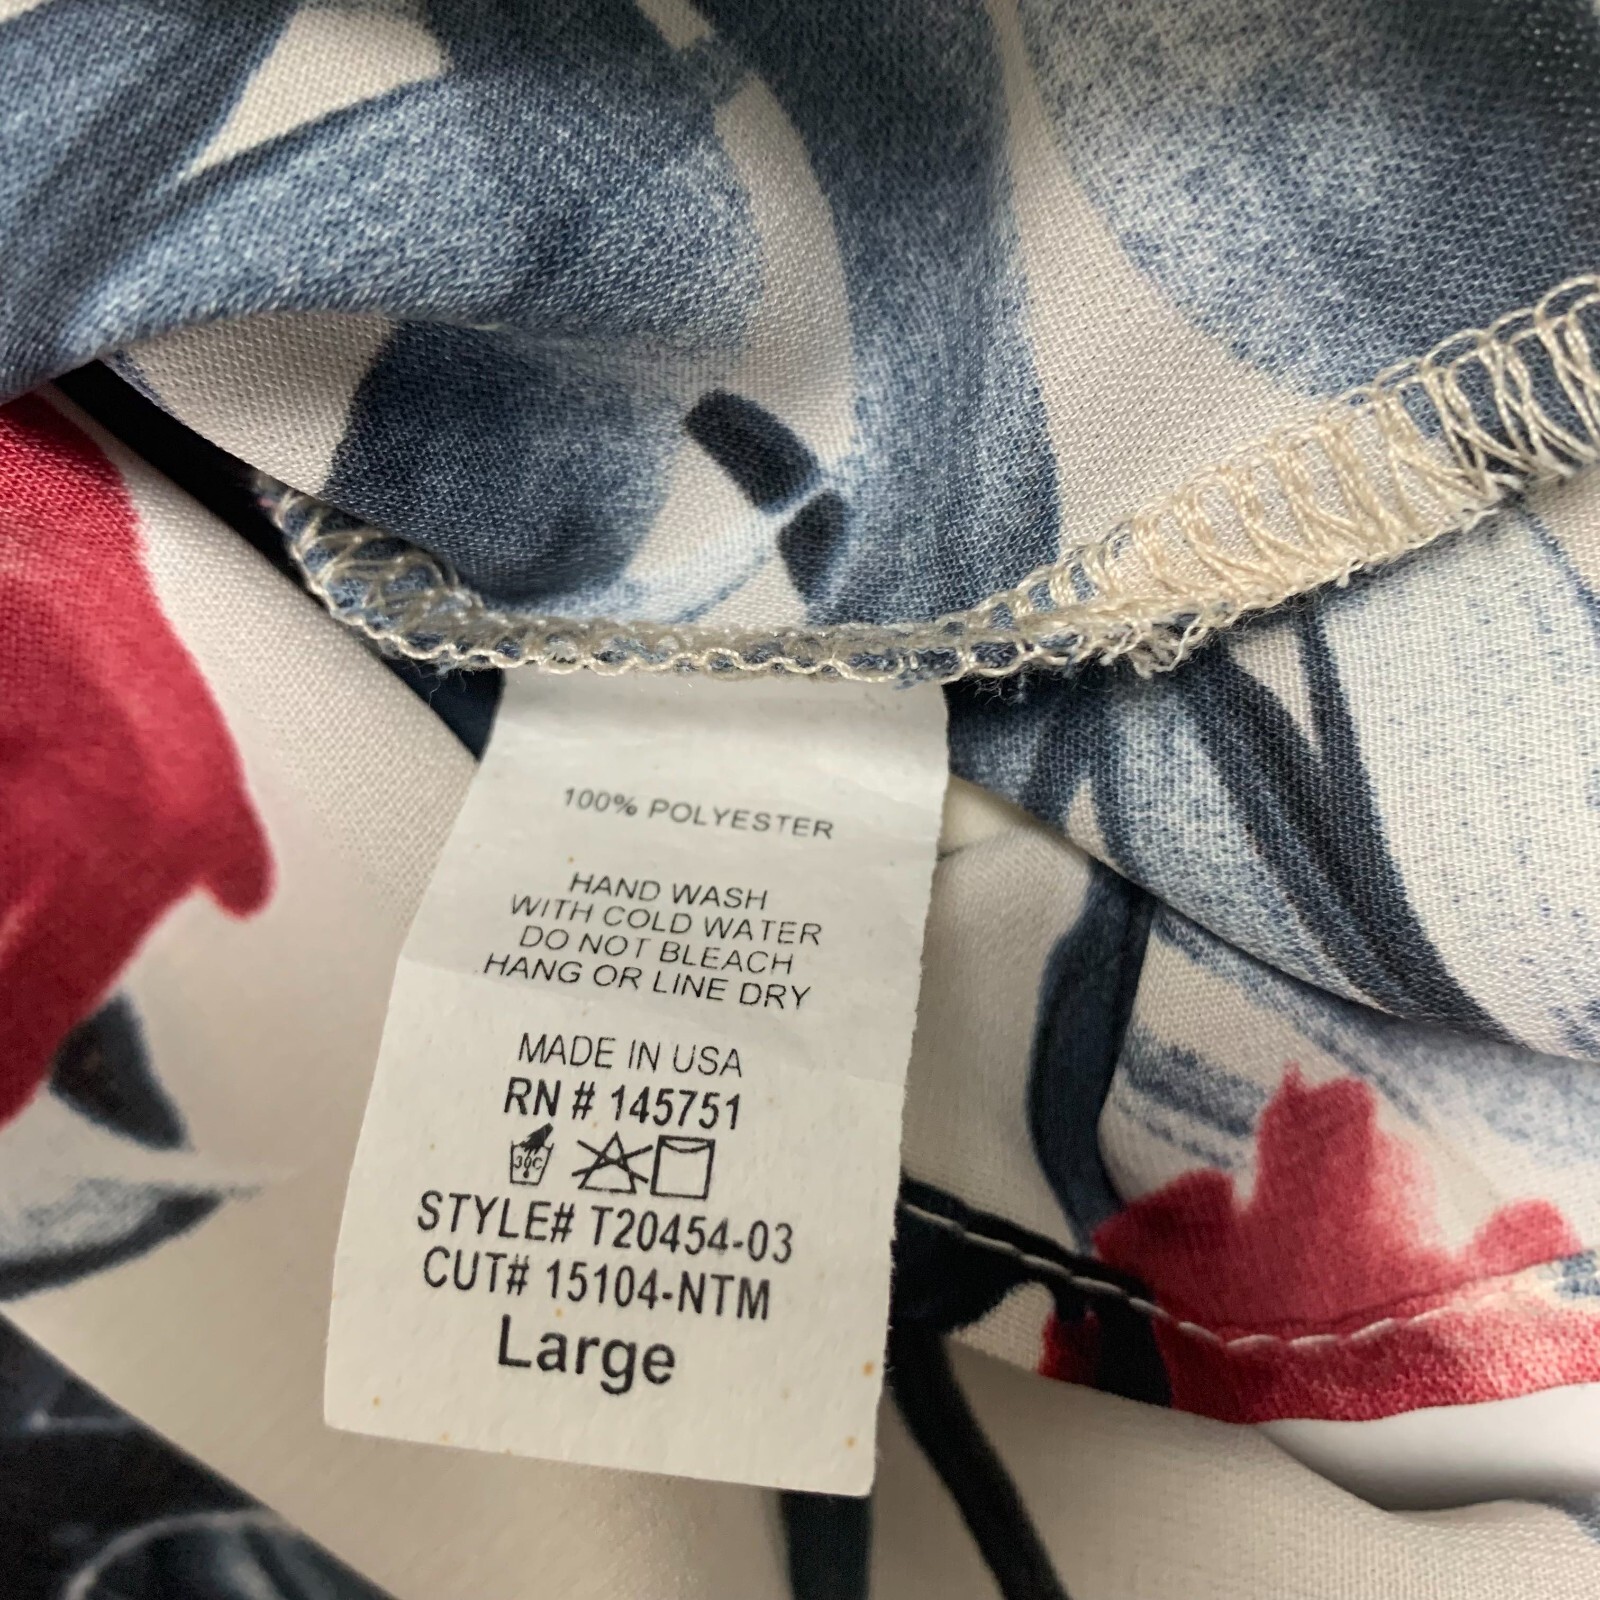 100% POLYESTER
HAND WASH
WITH COLD WATER
DO NOT BLEACH
HANG OR LINE DRY
MADE IN USA
RN # 145751
30C
STYLE# T20454-03
CUT# 15104-NTM
Large